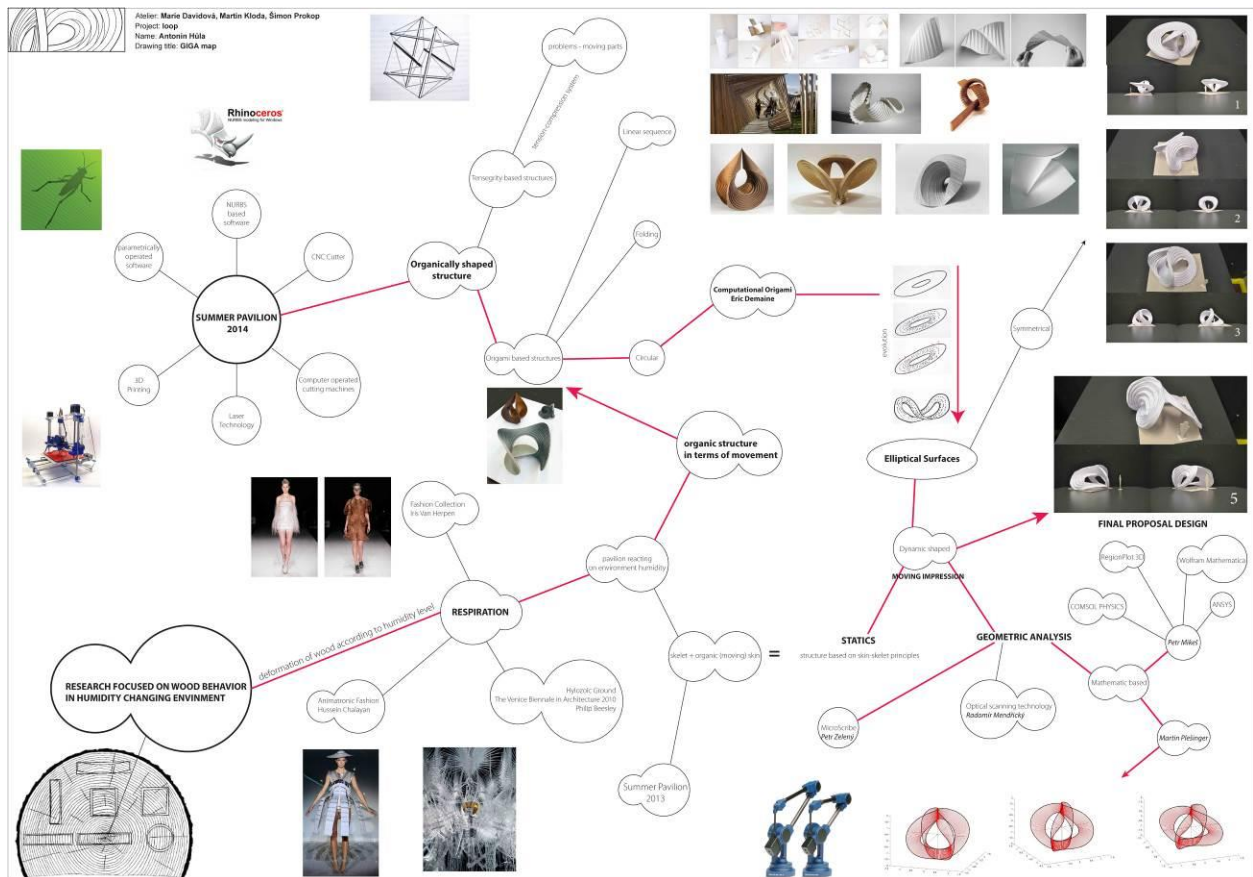 Atelier: Marie Davidová, Martin Kloda, Šimon Prokop
Project: loop
Name: Antonín Hůla
Drawing title: GIGA map
Rhinoceros
NURBS modeling for Windows
problems - moving parts
tension-compression system
Tensegrity based structures
Linear sequence
Folding
NURBS
based
software
parametrically
operated
software
CNC Cutter
SUMMER PAVILION
2014
3D
Printing
Laser
Technology
Computer operated
cutting machines
Organically shaped
structure
Origami based structures
Circular
Computational Origami
Eric Demaine
evolution
Symmetrical
1
2
3
5
Elliptical Surfaces
organic structure
in terms of movement
Fashion Collection
Iris Van Herpen
pavilion reacting
on environment humidity
RESPIRATION
deformation of wood according to humidity level
RESEARCH FOCUSED ON WOOD BEHAVIOR
IN HUMIDITY CHANGING ENVINMENT
Animatronic Fashion
Hussein Chalayan
Hylozoic Ground
The Venice Biennale in Architecture 2010
Philip Beesley
skelet + organic (moving) skin
=
Summer Pavilion
2013
Dynamic shaped
MOVING IMPRESSION
STATICS
structure based on skin-skelet principles
GEOMETRIC ANALYSIS
MicroScribe
Petr Zelený
Optical scanning technology
Radomír Mendřický
FINAL PROPOSAL DESIGN
RegionPlot 3D
Wolfram Mathematica
COMSOL PHYSICS
ANSYS
Petr Mikeš
Mathematic based
Martin Plešinger